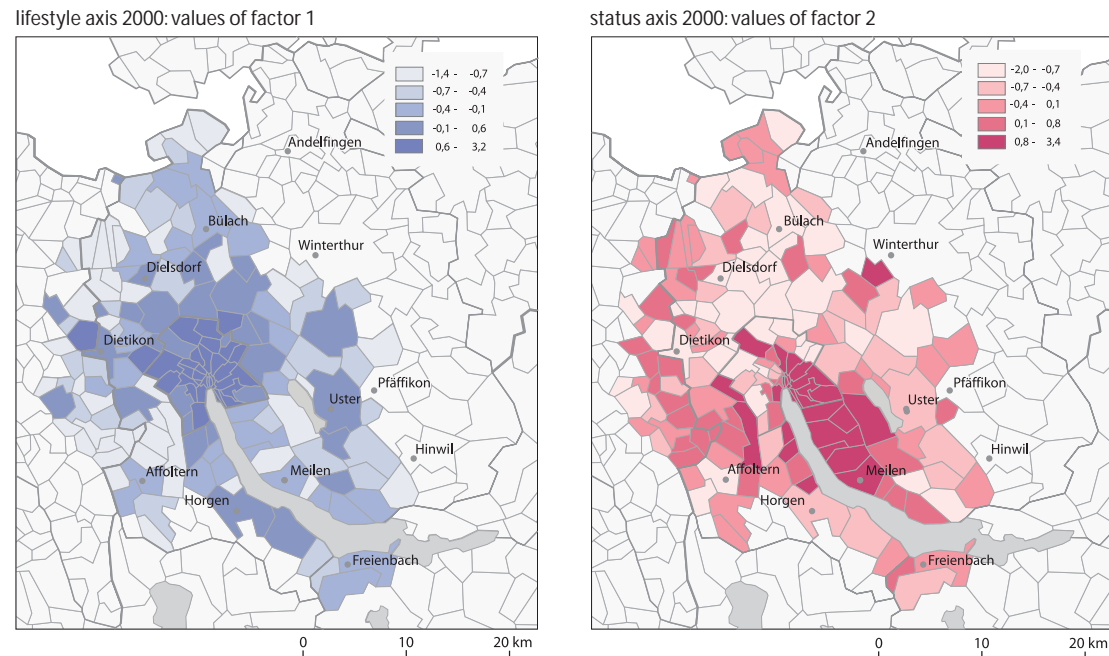 lifestyle axis 2000: values of factor 1
-1,4 - -0,7
-0,7 - -0,4
-0,4 - -0,1
-0,1 - 0,6
0,6 - 3,2
Andelfingen
Bülach
Winterthur
Dielsdorf
Dietikon
Pfäffikon
Uster
Hinwil
Affoltern
Meilen
Horgen
Freienbach
0 10 20 km
status axis 2000: values of factor 2
-2,0 - -0,7
-0,7 - -0,4
-0,4 - 0,1
0,1 - 0,8
0,8 - 3,4
Andelfingen
Bülach
Winterthur
Dielsdorf
Dietikon
Pfäffikon
Uster
Hinwil
Affoltern
Meilen
Horgen
Freienbach
0 10 20 km